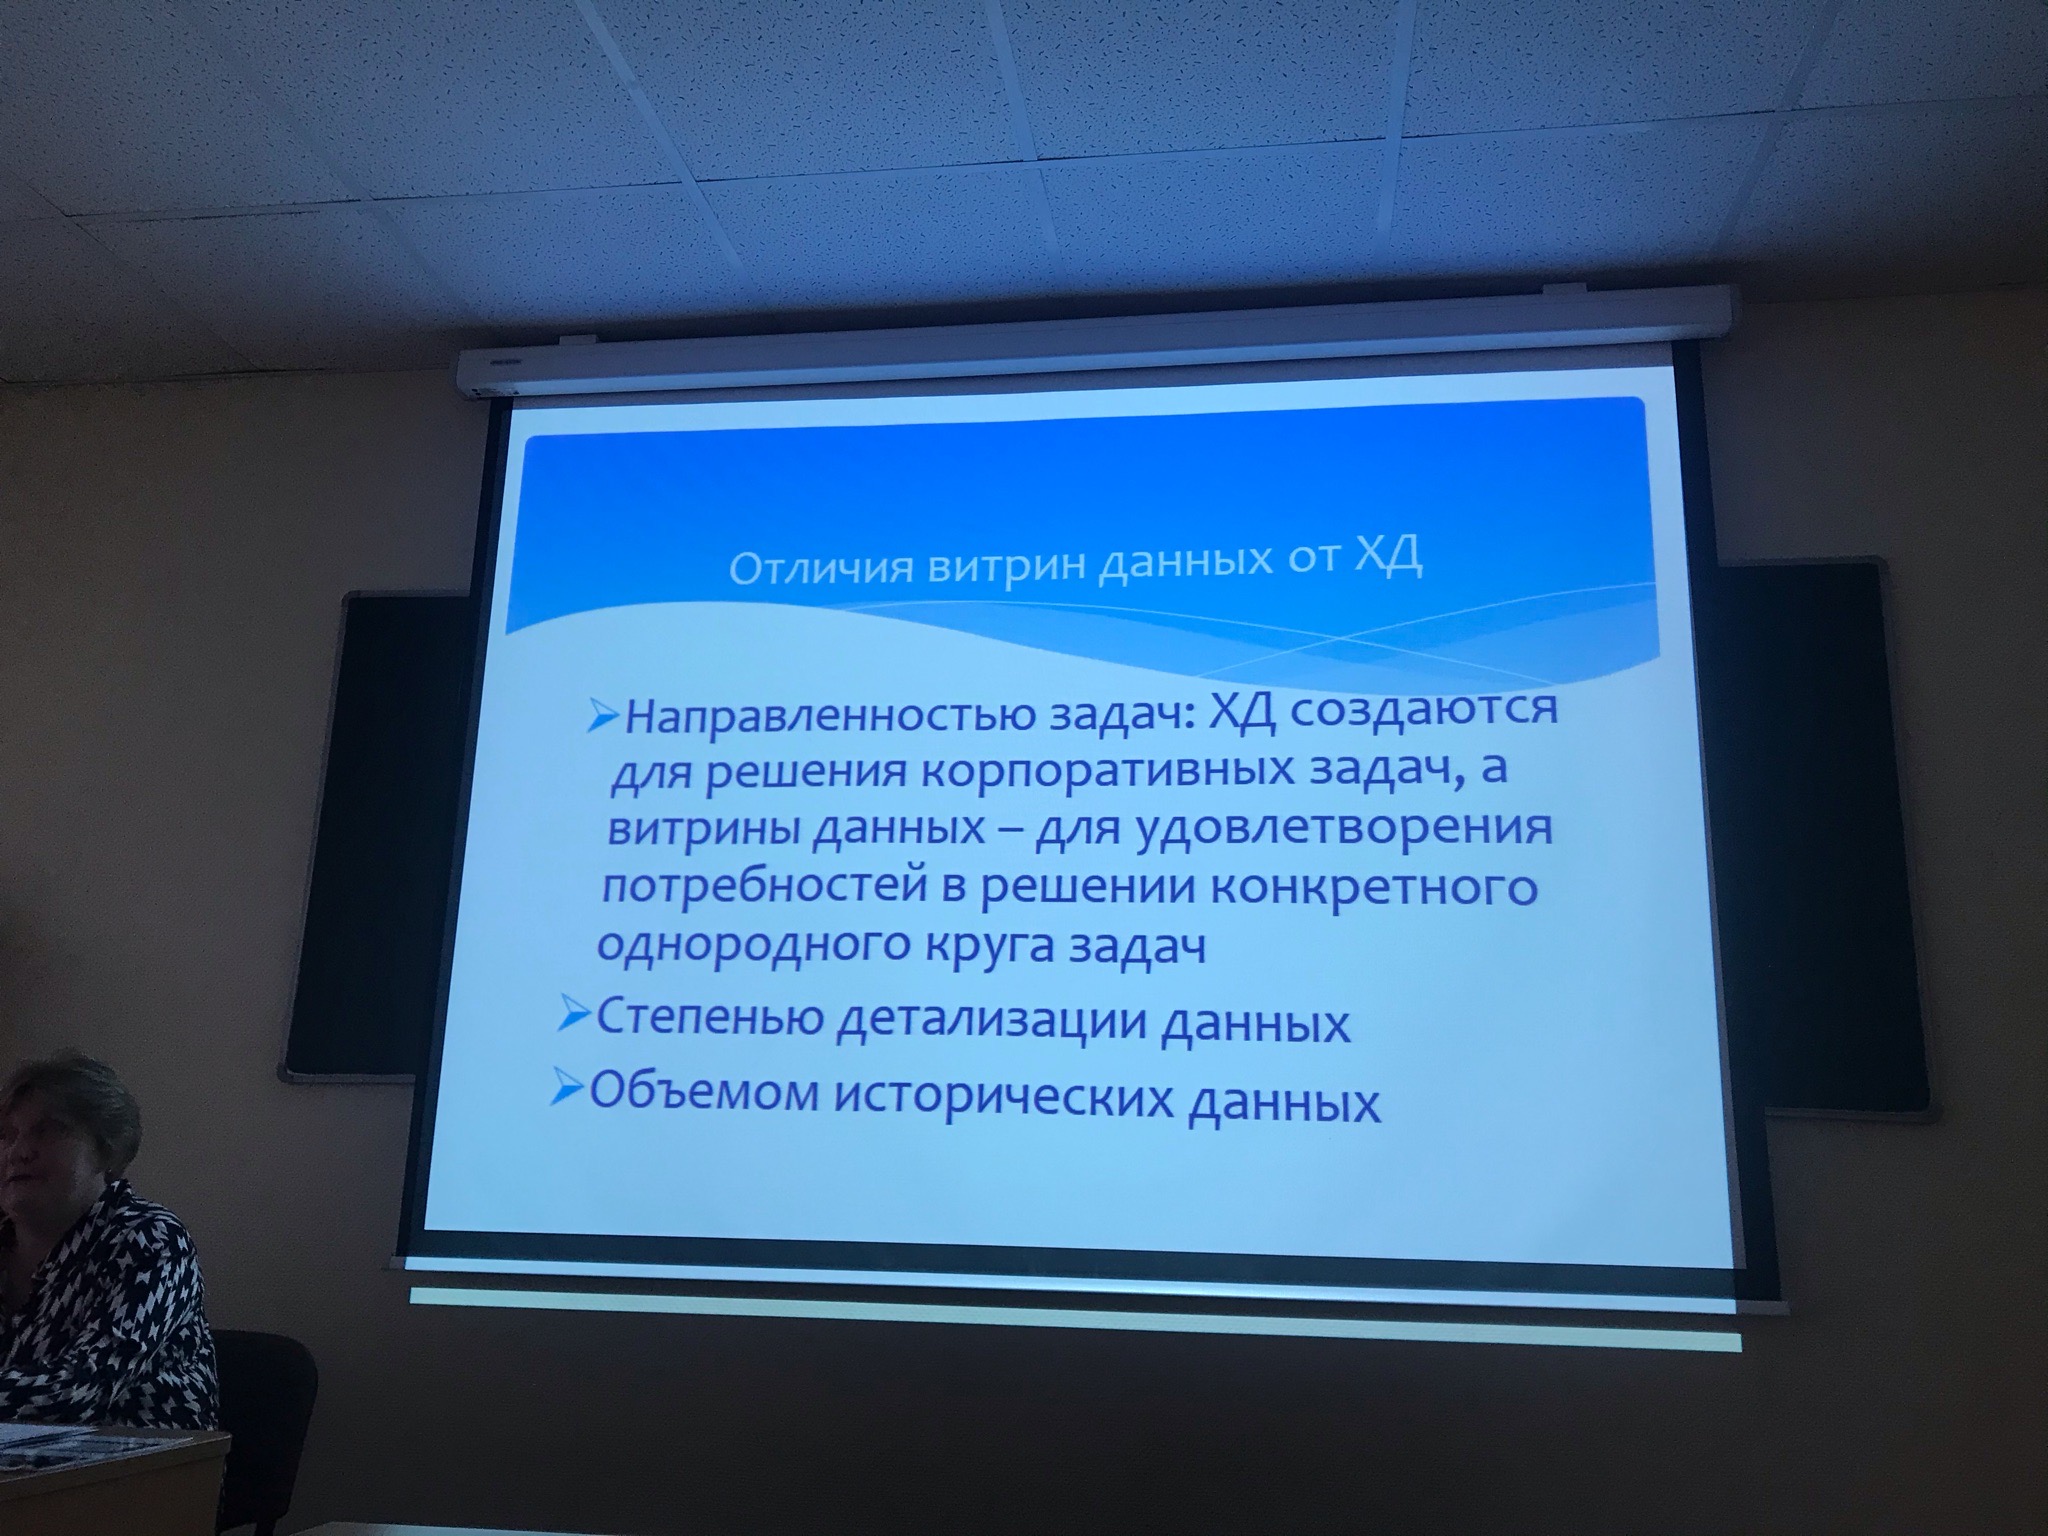 Отличия витрин данных от ХД
Направленностью задач: ХД создаются
для решения корпоративных задач, а
витрины данных – для удовлетворения
потребностей в решении конкретного
однородного круга задач
Степенью детализации данных
Объемом исторических данных